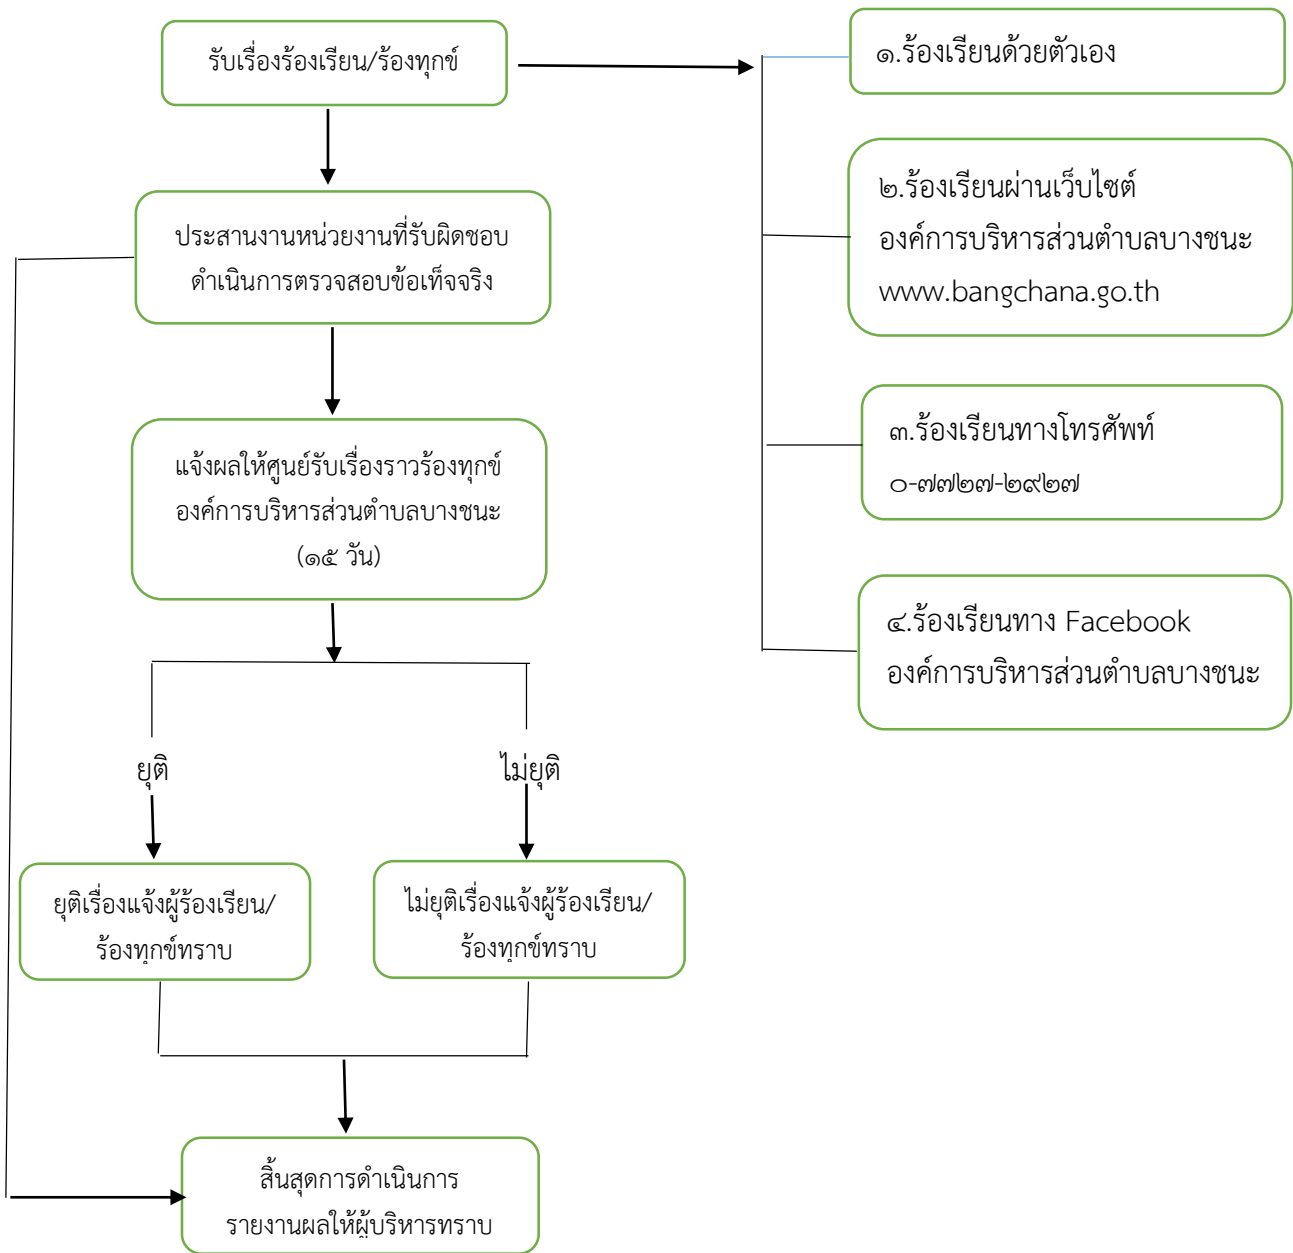 รับเรื่องร้องเรียน/ร้องทุกข์
๑.ร้องเรียนด้วยตัวเอง
๒.ร้องเรียนผ่านเว็บไซต์
องค์การบริหารส่วนตำบลบางชนะ
www.bangchana.go.th
๓.ร้องเรียนทางโทรศัพท์
๐-๗๗๒๗-๒๙๒๗
๔.ร้องเรียนทาง Facebook
องค์การบริหารส่วนตำบลบางชนะ
ประสานงานหน่วยงานที่รับผิดชอบ
ดำเนินการตรวจสอบข้อเท็จจริง
แจ้งผลให้ศูนย์รับเรื่องราวร้องทุกข์
องค์การบริหารส่วนตำบลบางชนะ
(๑๕ วัน)
ยุติ
ไม่ยุติ
ยุติเรื่องแจ้งผู้ร้องเรียน/
ร้องทุกข์ทราบ
ไม่ยุติเรื่องแจ้งผู้ร้องเรียน/
ร้องทุกข์ทราบ
สิ้นสุดการดำเนินการ
รายงานผลให้ผู้บริหารทราบ